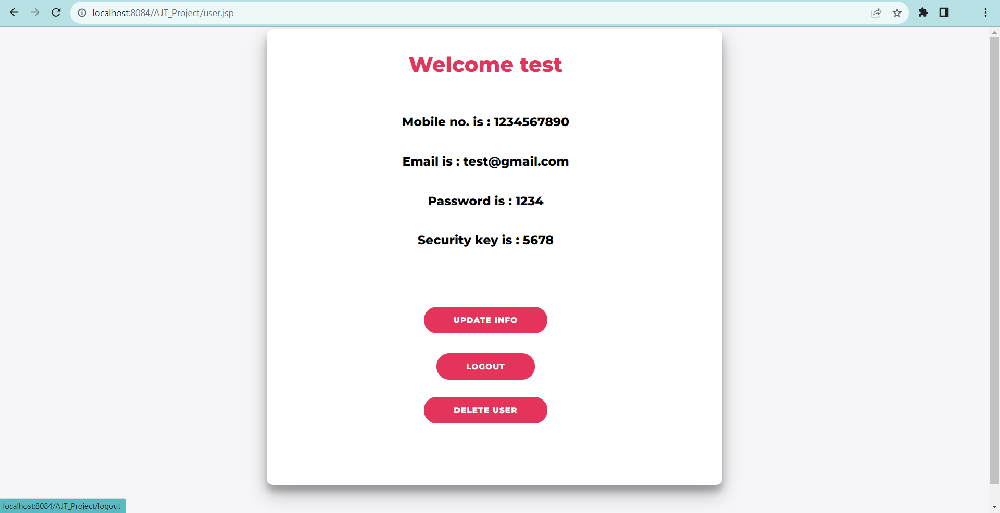 localhost:8084/AJT_Project/user.jsp
Welcome test
Mobile no. is : 1234567890
Email is : test@gmail.com
Password is : 1234
Security key is : 5678
UPDATE INFO
LOGOUT
DELETE USER
localhost:8084/AJT_Project/logout